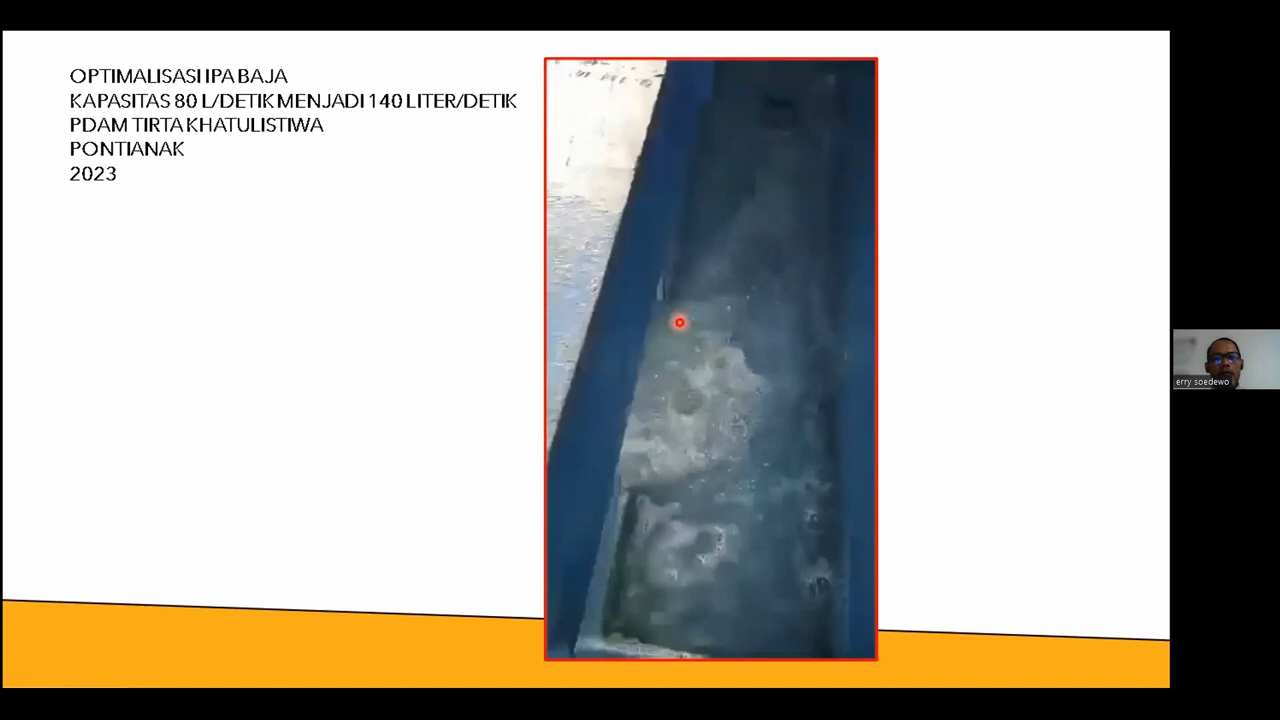 OPTIMALISASI IPA BAJA
KAPASITAS 80 L/DETIK MENJADI 140 LITER/DETIK
PDAM TIRTA KHATULISTIWA
PONTIANAK
2023
erry soedewo